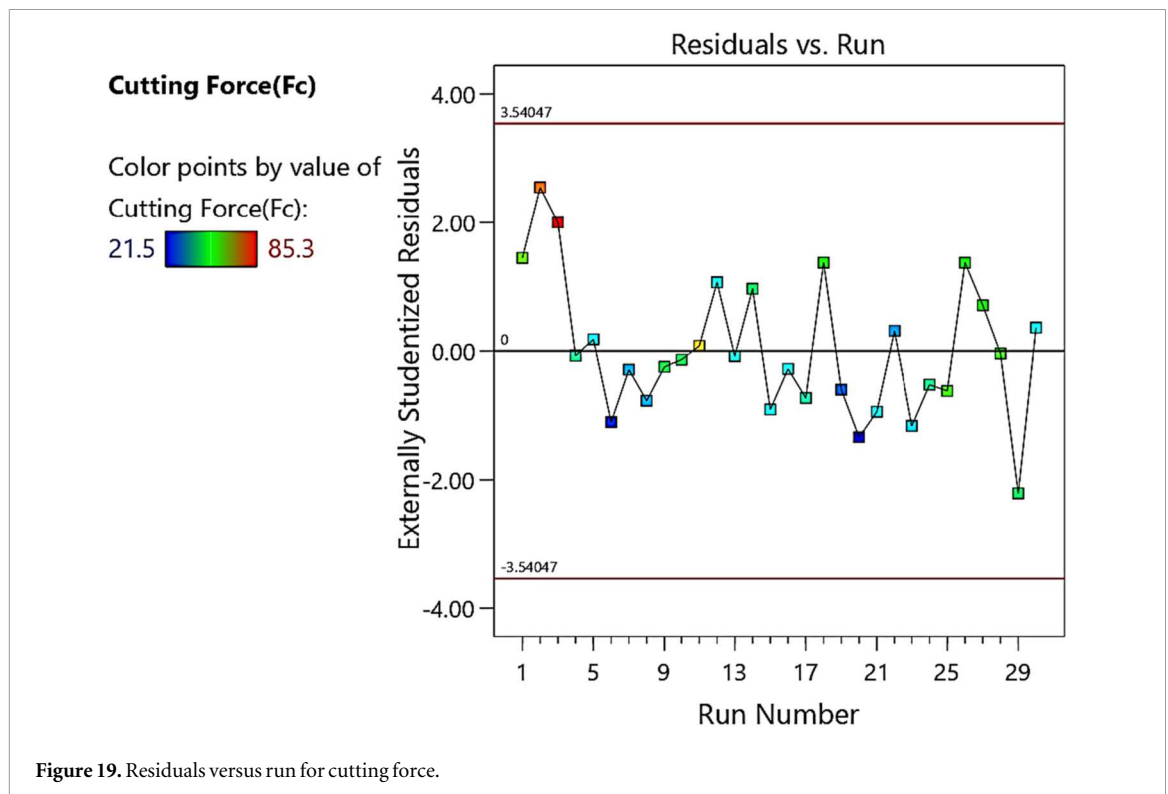 Residuals vs. Run
Cutting Force(Fc)
Color points by value of
Cutting Force(Fc):
21.5 85.3
Externally Studentized Residuals
4.00
3.54047
2.00
0
0.00
-2.00
-3.54047
-4.00
1 5 9 13 17 21 25 29
Run Number
Figure 19. Residuals versus run for cutting force.